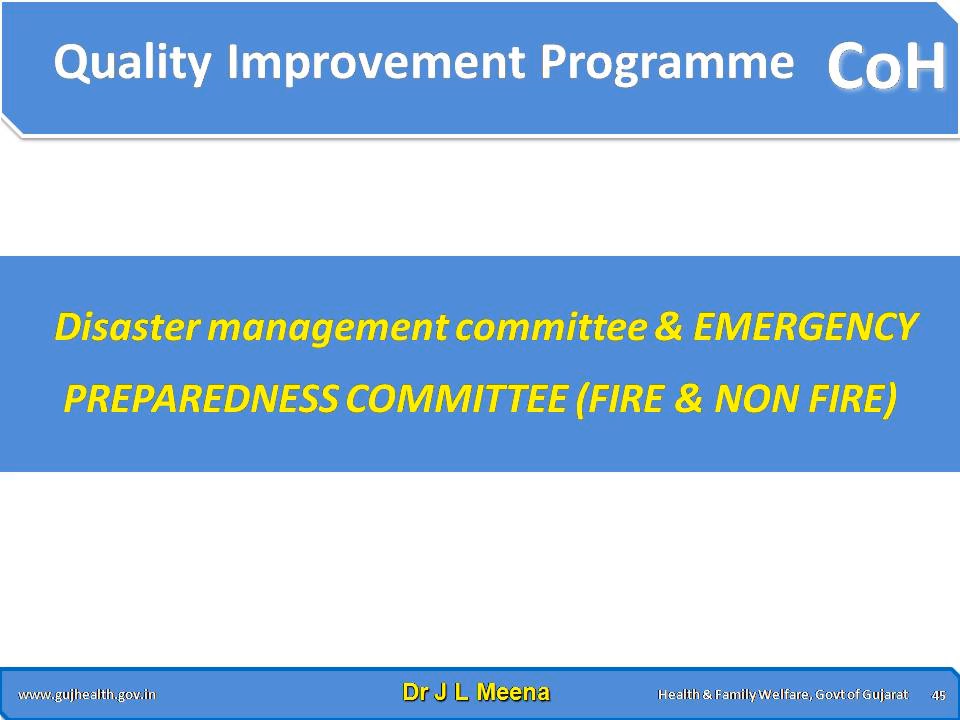 Quality Improvement Programme CoH
Disaster management committee & EMERGENCY
PREPAREDNESS COMMITTEE (FIRE & NON FIRE)
www.gujhealth.gov.in Dr J L Meena Health & Family Welfare, Govt of Gujarat 45